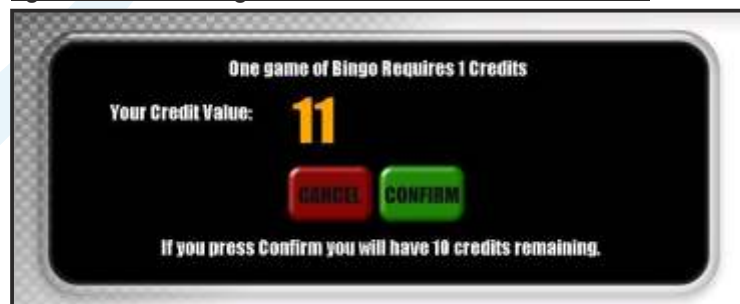 One game of Bingo Requires 1 Credits
Your Credit Value: 11
CANCEL CONFIRM
If you press Confirm you will have 10 credits remaining.